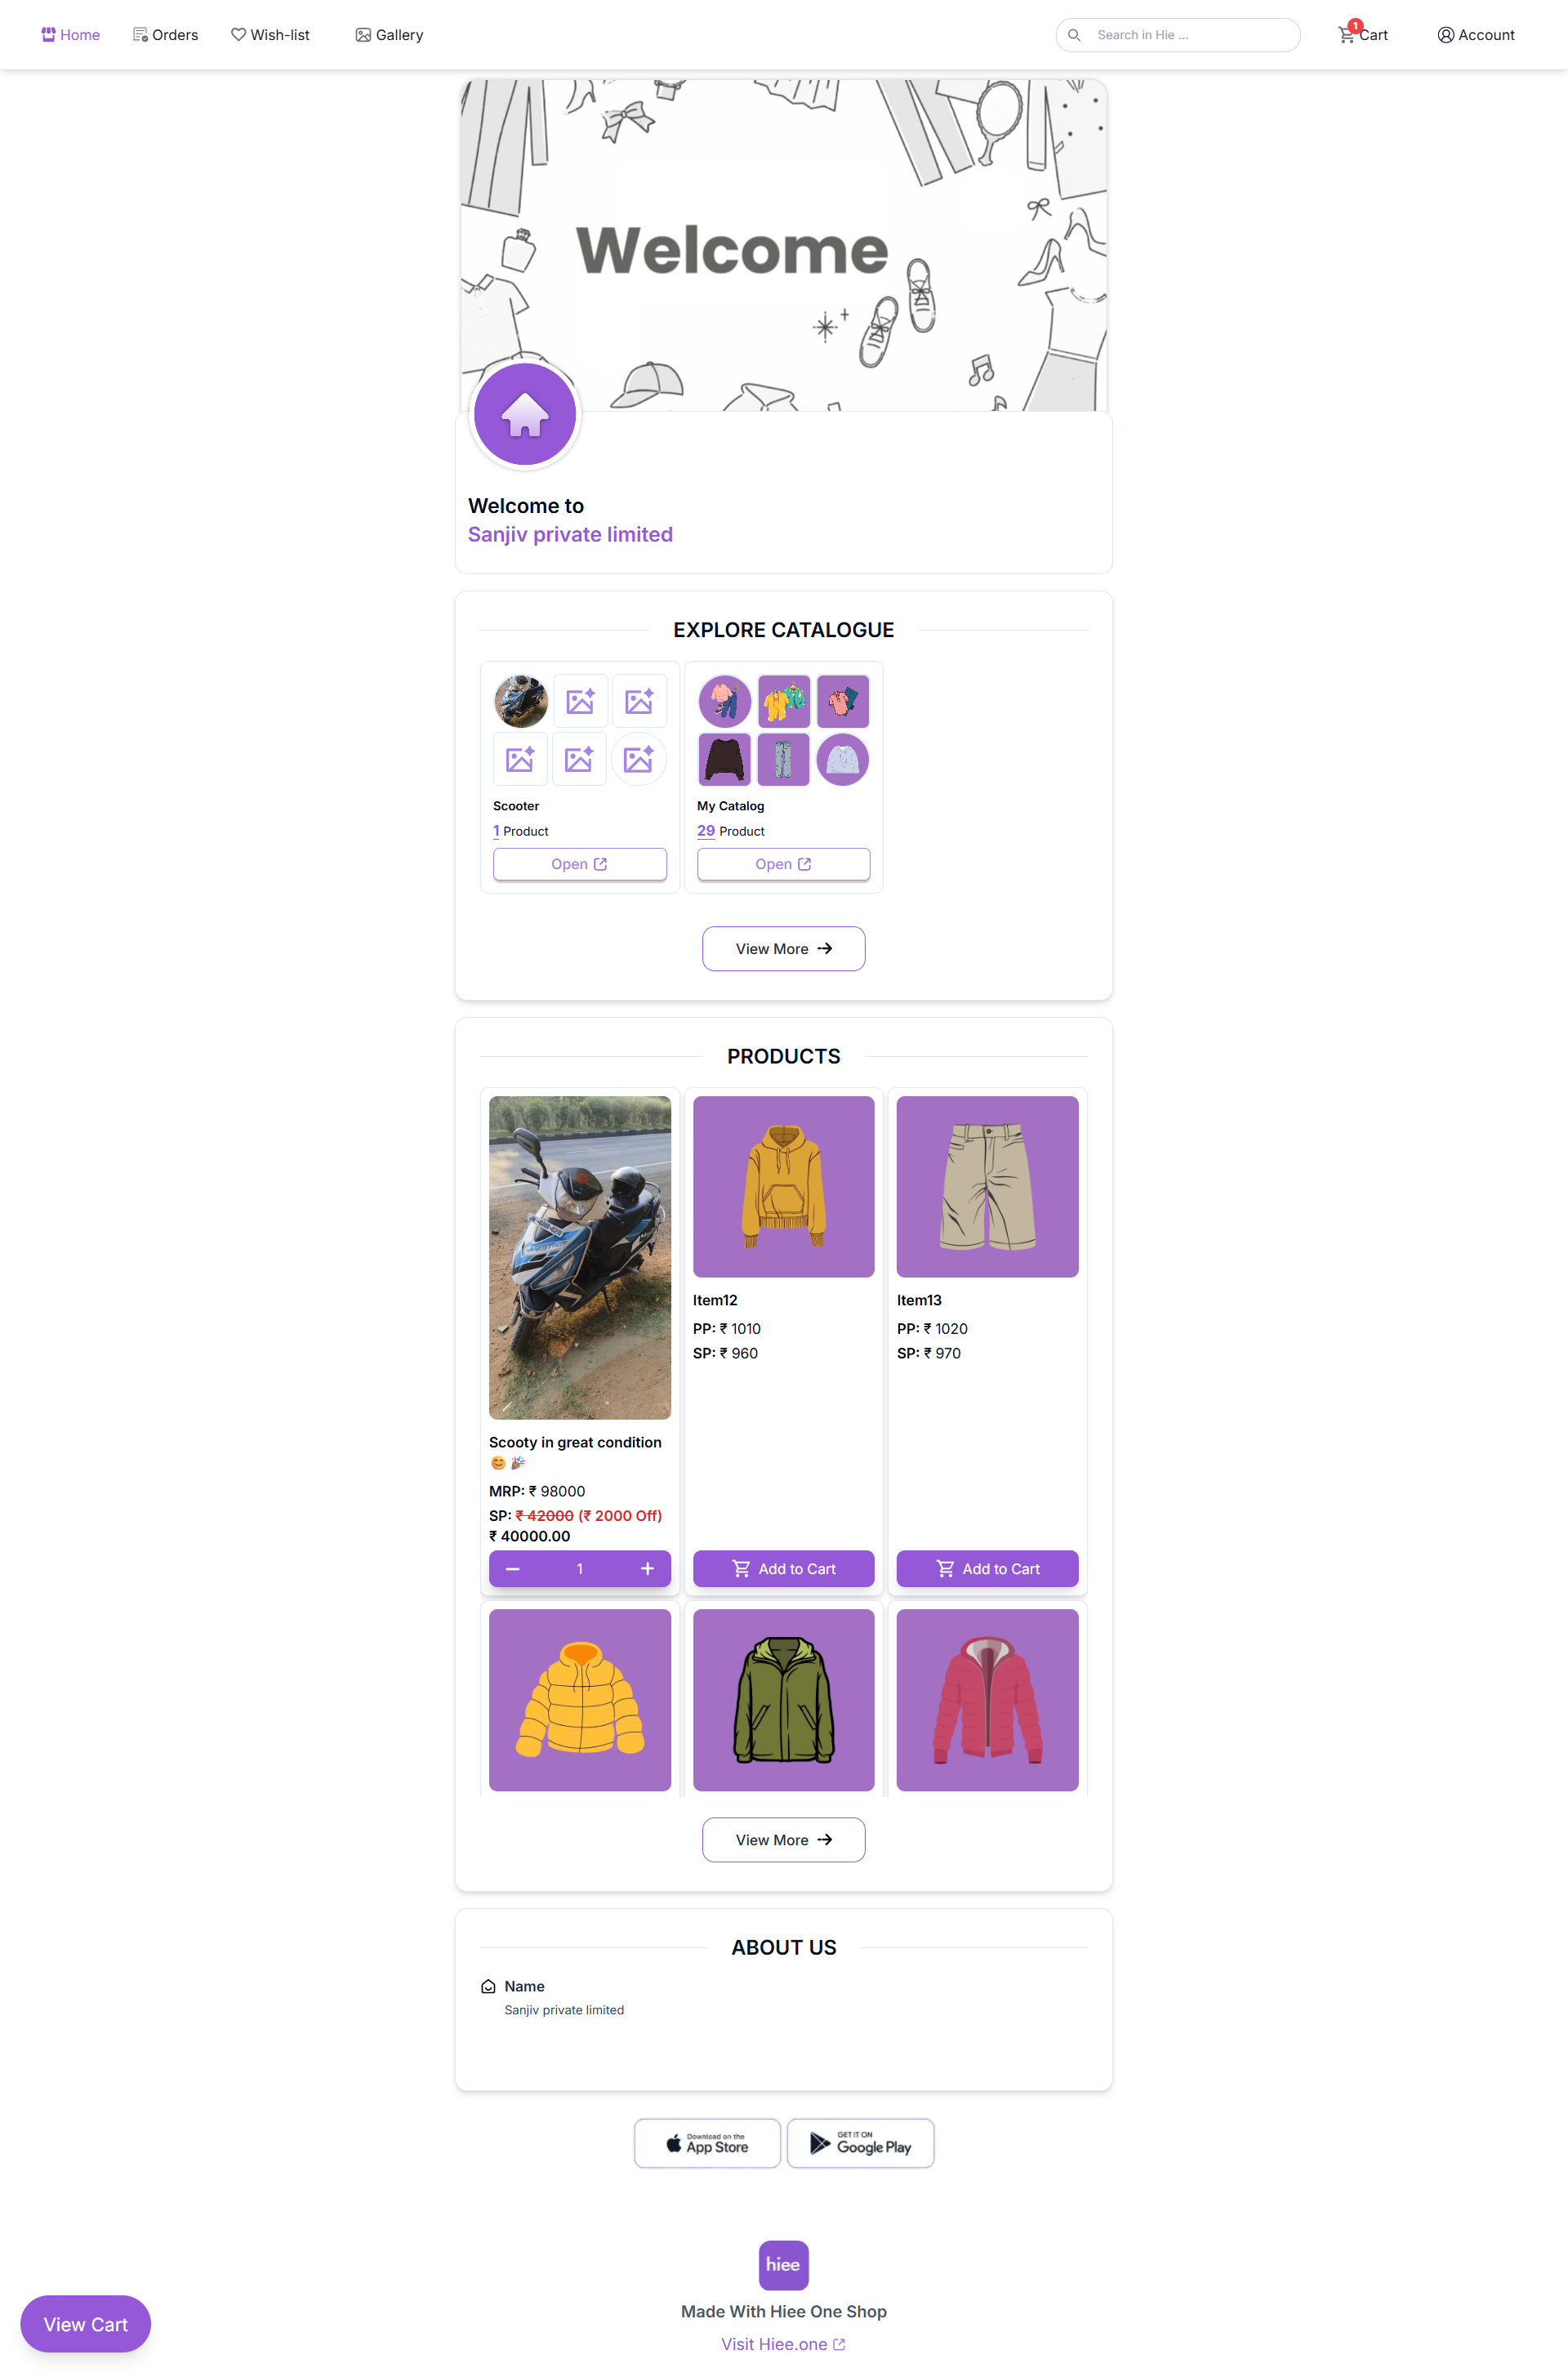 Home
Orders
Wish-list
Gallery
Search in Hie ...
1
Cart
Account
Welcome
Welcome to
Sanjiv private limited
EXPLORE CATALOGUE
Scooter
1 Product
Open
My Catalog
29 Product
Open
View More
PRODUCTS
Scooty in great condition
😊 🎉
MRP: ₹ 98000
SP: ₹ 42000 (₹ 2000 Off)
₹ 40000.00
1
Item12
PP: ₹ 1010
SP: ₹ 960
Add to Cart
Item13
PP: ₹ 1020
SP: ₹ 970
Add to Cart
View More
ABOUT US
Name
Sanjiv private limited
Download on the
App Store
GET IT ON
Google Play
hiee
Made With Hiee One Shop
Visit Hiee.one
View Cart